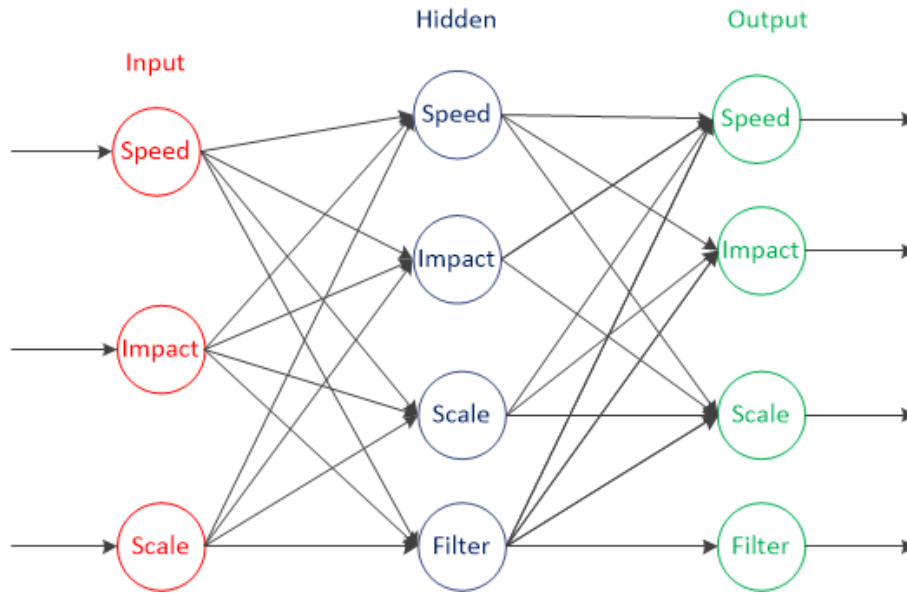 Input
Speed
Impact
Scale
Hidden
Speed
Impact
Scale
Filter
Output
Speed
Impact
Scale
Filter